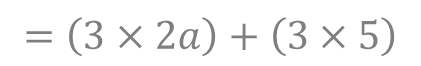 = (3 × 2a) + (3 × 5)